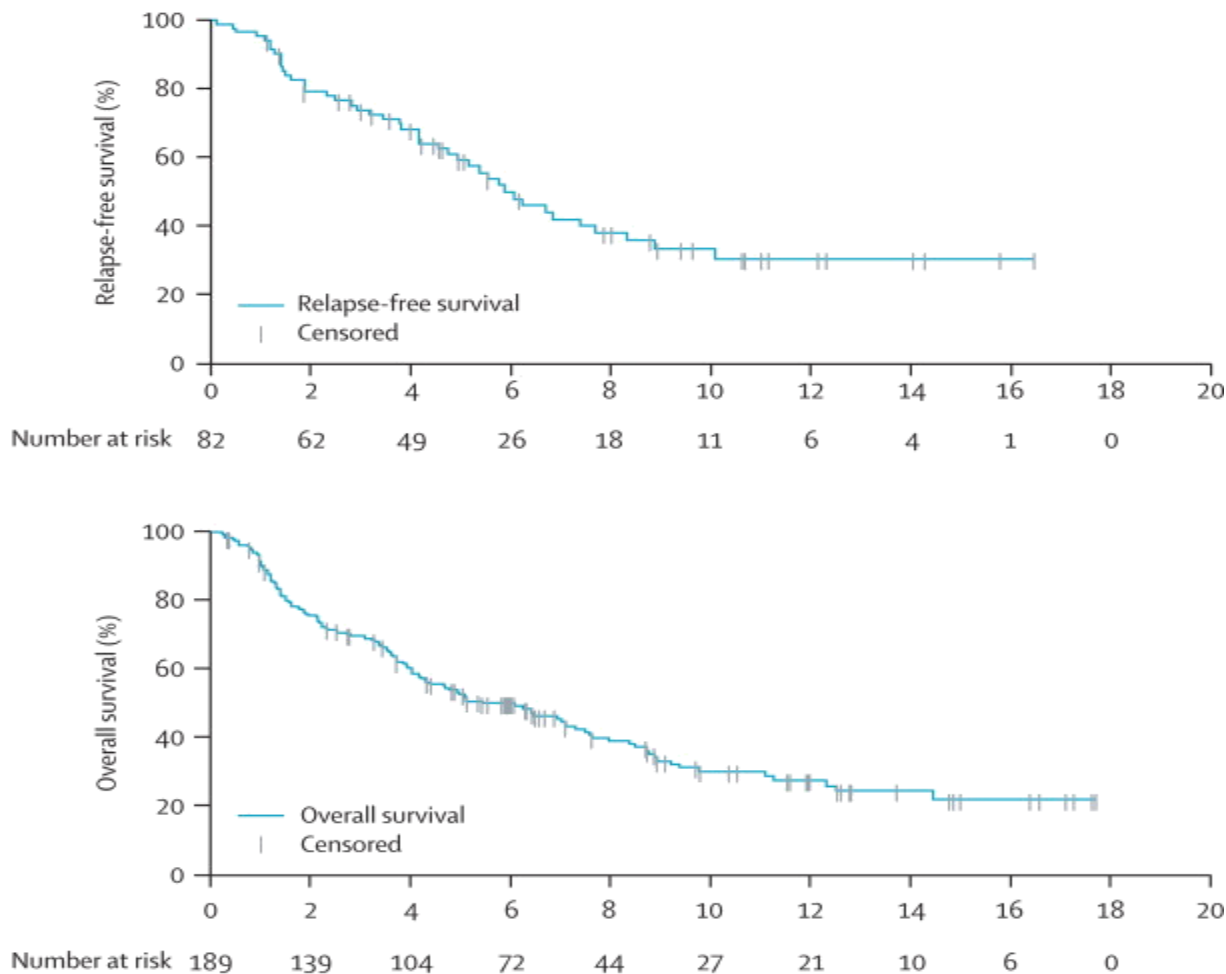 Relapse-free survival (%)
100
80
60
40
20
0
Relapse-free survival
Censored
0 2 4 6 8 10 12 14 16 18 20
Number at risk 82 62 49 26 18 11 6 4 1 0
Overall survival (%)
100
80
60
40
20
0
Overall survival
Censored
0 2 4 6 8 10 12 14 16 18 20
Number at risk 189 139 104 72 44 27 21 10 6 0